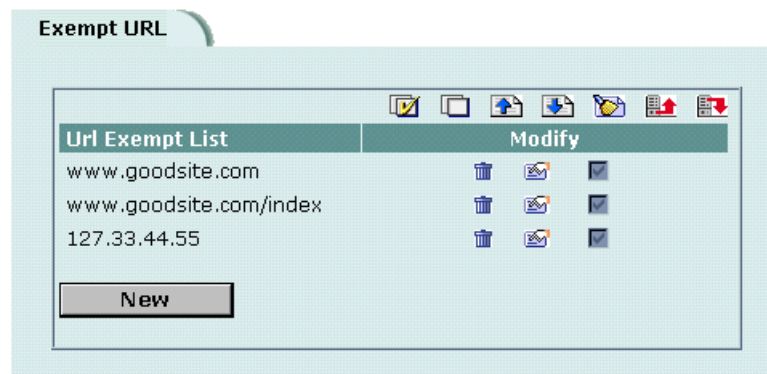 Exempt URL
Url Exempt List Modify
www.goodsite.com
www.goodsite.com/index
127.33.44.55
New